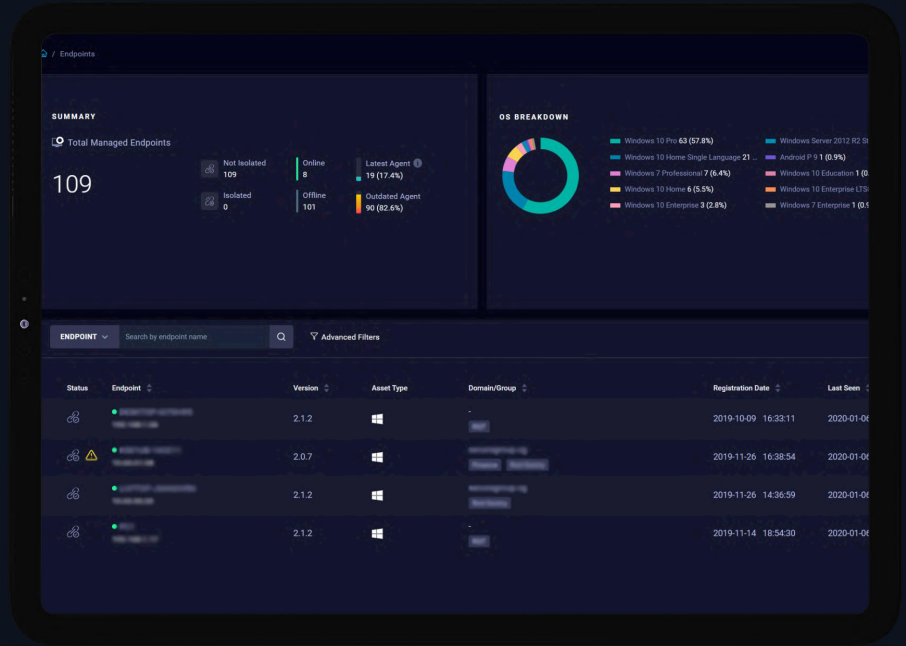 / Endpoints
SUMMARY
Total Managed Endpoints
109
Not Isolated
109
Isolated
0
Online
8
Offline
101
Latest Agent
19 (17.4%)
Outdated Agent
90 (82.6%)
OS BREAKDOWN
Windows 10 Pro 63 (57.8%)
Windows 10 Home Single Language 21 ...
Windows 7 Professional 7 (6.4%)
Windows 10 Home 6 (5.5%)
Windows 10 Enterprise 3 (2.8%)
Windows Server 2012 R2 St
Android P 9 1 (0.9%)
Windows 10 Education 1 (0.
Windows 10 Enterprise LTS
Windows 7 Enterprise 1 (0.9
ENDPOINT Search by endpoint name Advanced Filters
Status Endpoint Version Asset Type Domain/Group Registration Date Last Seen
2.1.2 - 2019-10-09 16:33:11 2020-01-06
2.0.7 2019-11-26 16:38:54 2020-01-06
2.1.2 2019-11-26 14:36:59 2020-01-06
2.1.2 - 2019-11-14 18:54:30 2020-01-06